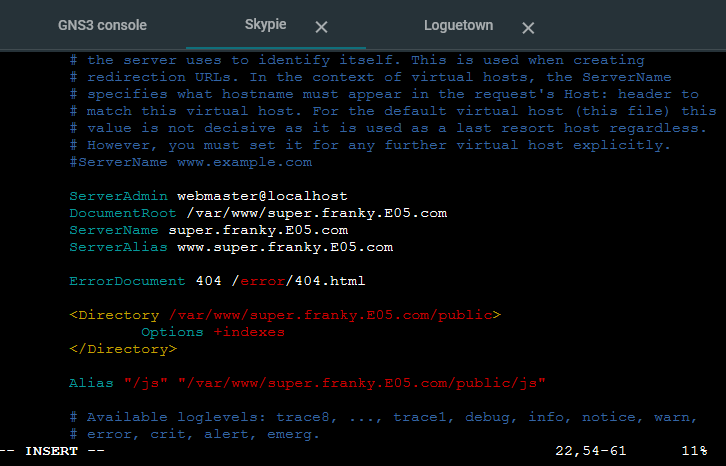 GNS3 console Skypie Loguetown
# the server uses to identify itself. This is used when creating
# redirection URLs. In the context of virtual hosts, the ServerName
# specifies what hostname must appear in the request's Host: header to
# match this virtual host. For the default virtual host (this file) this
# value is not decisive as it is used as a last resort host regardless.
# However, you must set it for any further virtual host explicitly.
#ServerName www.example.com
ServerAdmin webmaster@localhost
DocumentRoot /var/www/super.franky.E05.com
ServerName super.franky.E05.com
ServerAlias www.super.franky.E05.com
ErrorDocument 404 /error/404.html
<Directory /var/www/super.franky.E05.com/public>
Options +indexes
</Directory>
Alias "/js" "/var/www/super.franky.E05.com/public/js"
# Available loglevels: trace8, ..., trace1, debug, info, notice, warn,
# error, crit, alert, emerg.
-- INSERT -- 22,54-61 11%